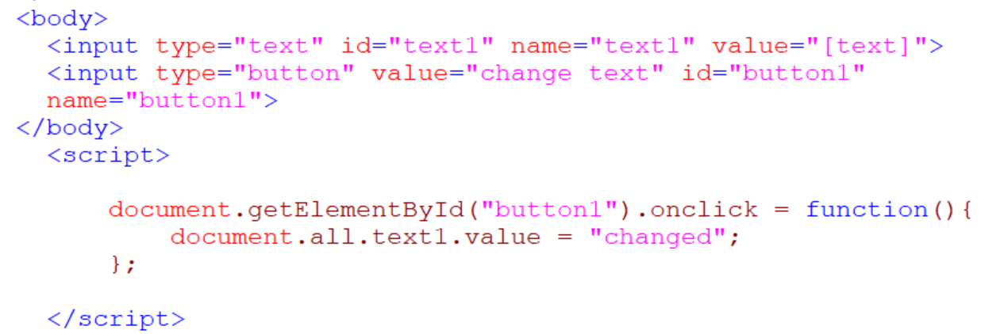 <body>
<input type="text" id="text1" name="text1" value="[text]">
<input type="button" value="change text" id="button1"
name="button1">
</body>
<script>
document.getElementById("button1").onclick = function(){
document.all.text1.value = "changed";
};
</script>